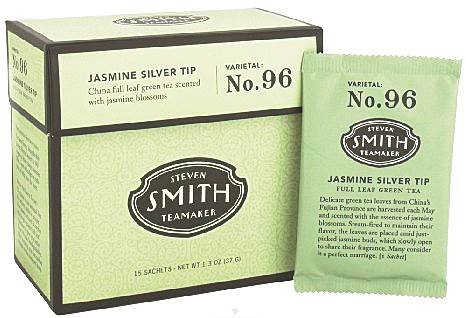 JASMINE SILVER TIP
China full leaf green tea scented
with jasmine blossoms
VARIETAL:
No.96
STEVEN
SMITH
TEAMAKER
15 SACHETS - NET WT 1.3 OZ (37 G)
VARIETAL:
No.96
STEVEN
SMITH
TEAMAKER
JASMINE SILVER TIP
FULL LEAF GREEN TEA
Delicate green tea leaves from China's
Fujian Province are harvested each May
and scented with the essence of jasmine
blossoms. Steam-fired to maintain their
flavor, the leaves are placed amid just-
picked jasmine buds, which slowly open
to share their fragrance. Many consider
is a perfect marriage. [1 Sachet]